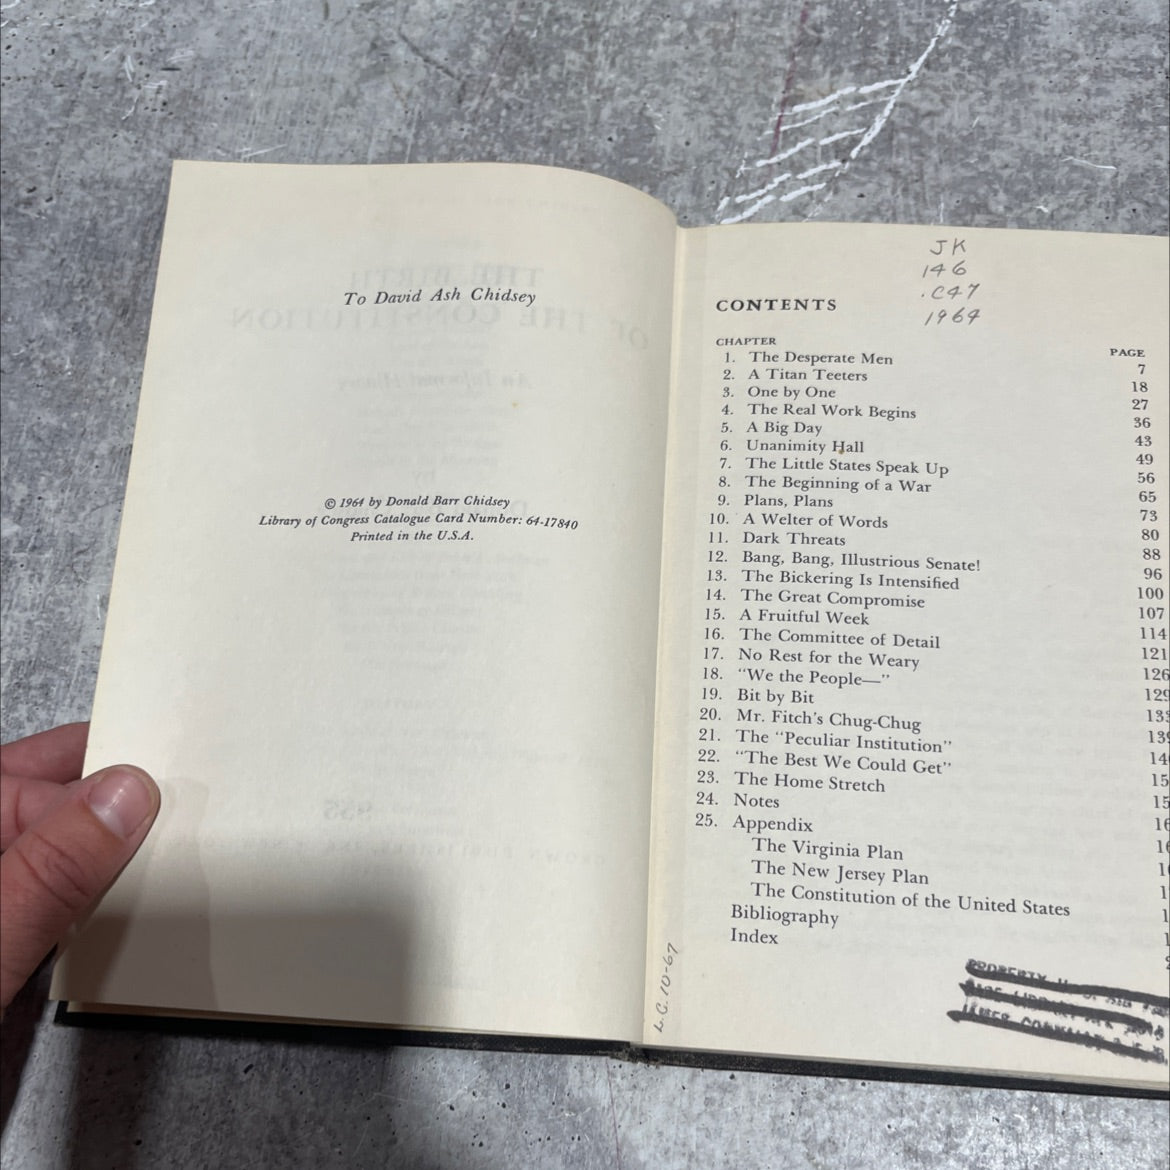 To David Ash Chidsey
© 1964 by Donald Barr Chidsey
Library of Congress Catalogue Card Number: 64-17840
Printed in the U.S.A.
JK
146
.C47
1964
CONTENTS
CHAPTER PAGE
1. The Desperate Men 7
2. A Titan Teeters 18
3. One by One 27
4. The Real Work Begins 36
5. A Big Day 43
6. Unanimity Hall 49
7. The Little States Speak Up 56
8. The Beginning of a War 65
9. Plans, Plans 73
10. A Welter of Words 80
11. Dark Threats 88
12. Bang, Bang, Illustrious Senate! 96
13. The Bickering Is Intensified 100
14. The Great Compromise 107
15. A Fruitful Week 114
16. The Committee of Detail 121
17. No Rest for the Weary 126
18. "We the People—" 129
19. Bit by Bit
20. Mr. Fitch's Chug-Chug
21. The "Peculiar Institution"
22. "The Best We Could Get"
23. The Home Stretch
24. Notes
25. Appendix
The Virginia Plan
The New Jersey Plan
The Constitution of the United States
Bibliography
Index
L.C. 10-67
PROPERTY